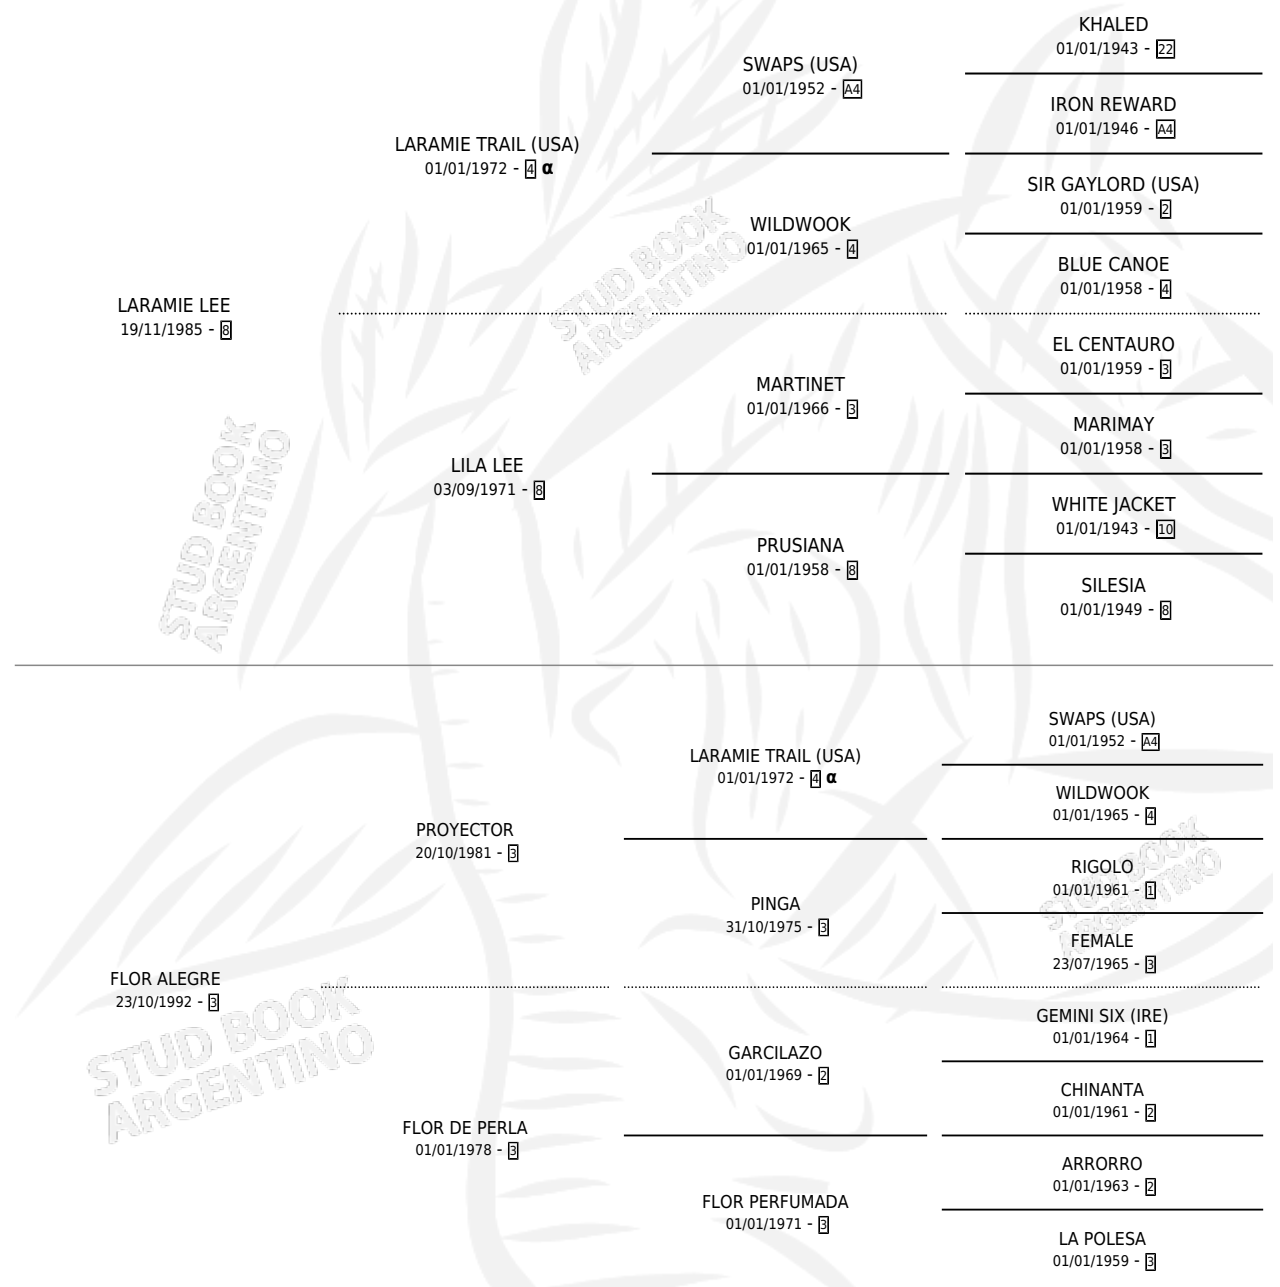 KHALED
01/01/1943 - 22
SWAPS (USA)
01/01/1952 - A4
IRON REWARD
01/01/1946 - A4
LARAMIE TRAIL (USA)
01/01/1972 - 4 α
SIR GAYLORD (USA)
01/01/1959 - 2
WILDWOOK
01/01/1965 - 4
BLUE CANOE
01/01/1958 - 4
LARAMIE LEE
19/11/1985 - 8
EL CENTAURO
01/01/1959 - 3
MARTINET
01/01/1966 - 3
MARIMAY
01/01/1958 - 3
LILA LEE
03/09/1971 - 8
WHITE JACKET
01/01/1943 - 10
PRUSIANA
01/01/1958 - 8
SILESIA
01/01/1949 - 8
STUD BOOK
ARGENTINO
STUD BOOK
ARGENTINO
SWAPS (USA)
01/01/1952 - A4
LARAMIE TRAIL (USA)
01/01/1972 - 4 α
WILDWOOK
01/01/1965 - 4
PROYECTOR
20/10/1981 - 3
RIGOLO
01/01/1961 - 1
PINGA
31/10/1975 - 3
FEMALE
23/07/1965 - 3
FLOR ALEGRE
23/10/1992 - 3
GEMINI SIX (IRE)
01/01/1964 - 1
GARCILAZO
01/01/1969 - 2
CHINANTA
01/01/1961 - 2
FLOR DE PERLA
01/01/1978 - 3
ARRORRO
01/01/1963 - 2
FLOR PERFUMADA
01/01/1971 - 3
LA POLESA
01/01/1959 - 3
STUD BOOK
ARGENTINO
STUD BOOK
ARGENTINO